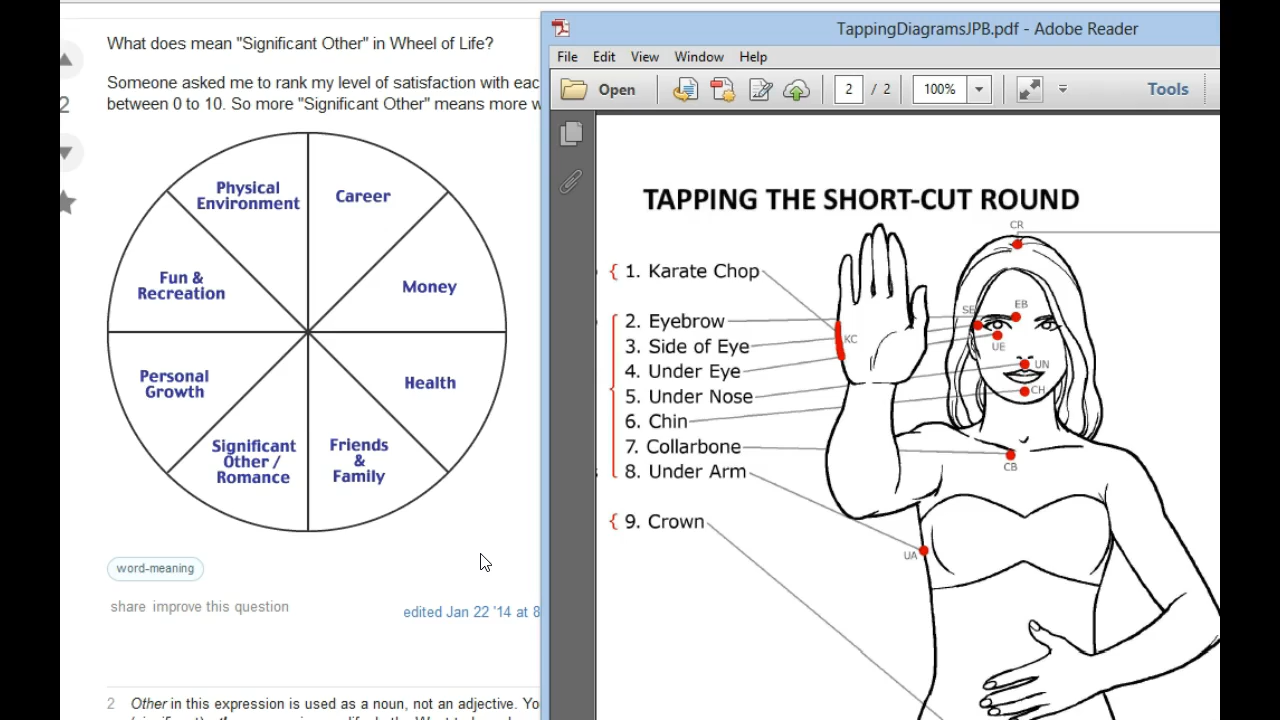 What does mean "Significant Other" in Wheel of Life?
Someone asked me to rank my level of satisfaction with eac
between 0 to 10. So more "Significant Other" means more w
2
Physical
Environment
Career
Fun &
Recreation
Money
Personal
Growth
Health
Significant
Other /
Romance
Friends
&
Family
word-meaning
share improve this question
edited Jan 22 '14 at 8
2 Other in this expression is used as a noun, not an adjective. Yo
TappingDiagramsJPB.pdf - Adobe Reader
File Edit View Window Help
Open 2 / 2 100% Tools
TAPPING THE SHORT-CUT ROUND
1. Karate Chop
2. Eyebrow
3. Side of Eye
4. Under Eye
5. Under Nose
6. Chin
7. Collarbone
8. Under Arm
9. Crown
CR
EB
SE
KC
UE
UN
CH
CB
UA